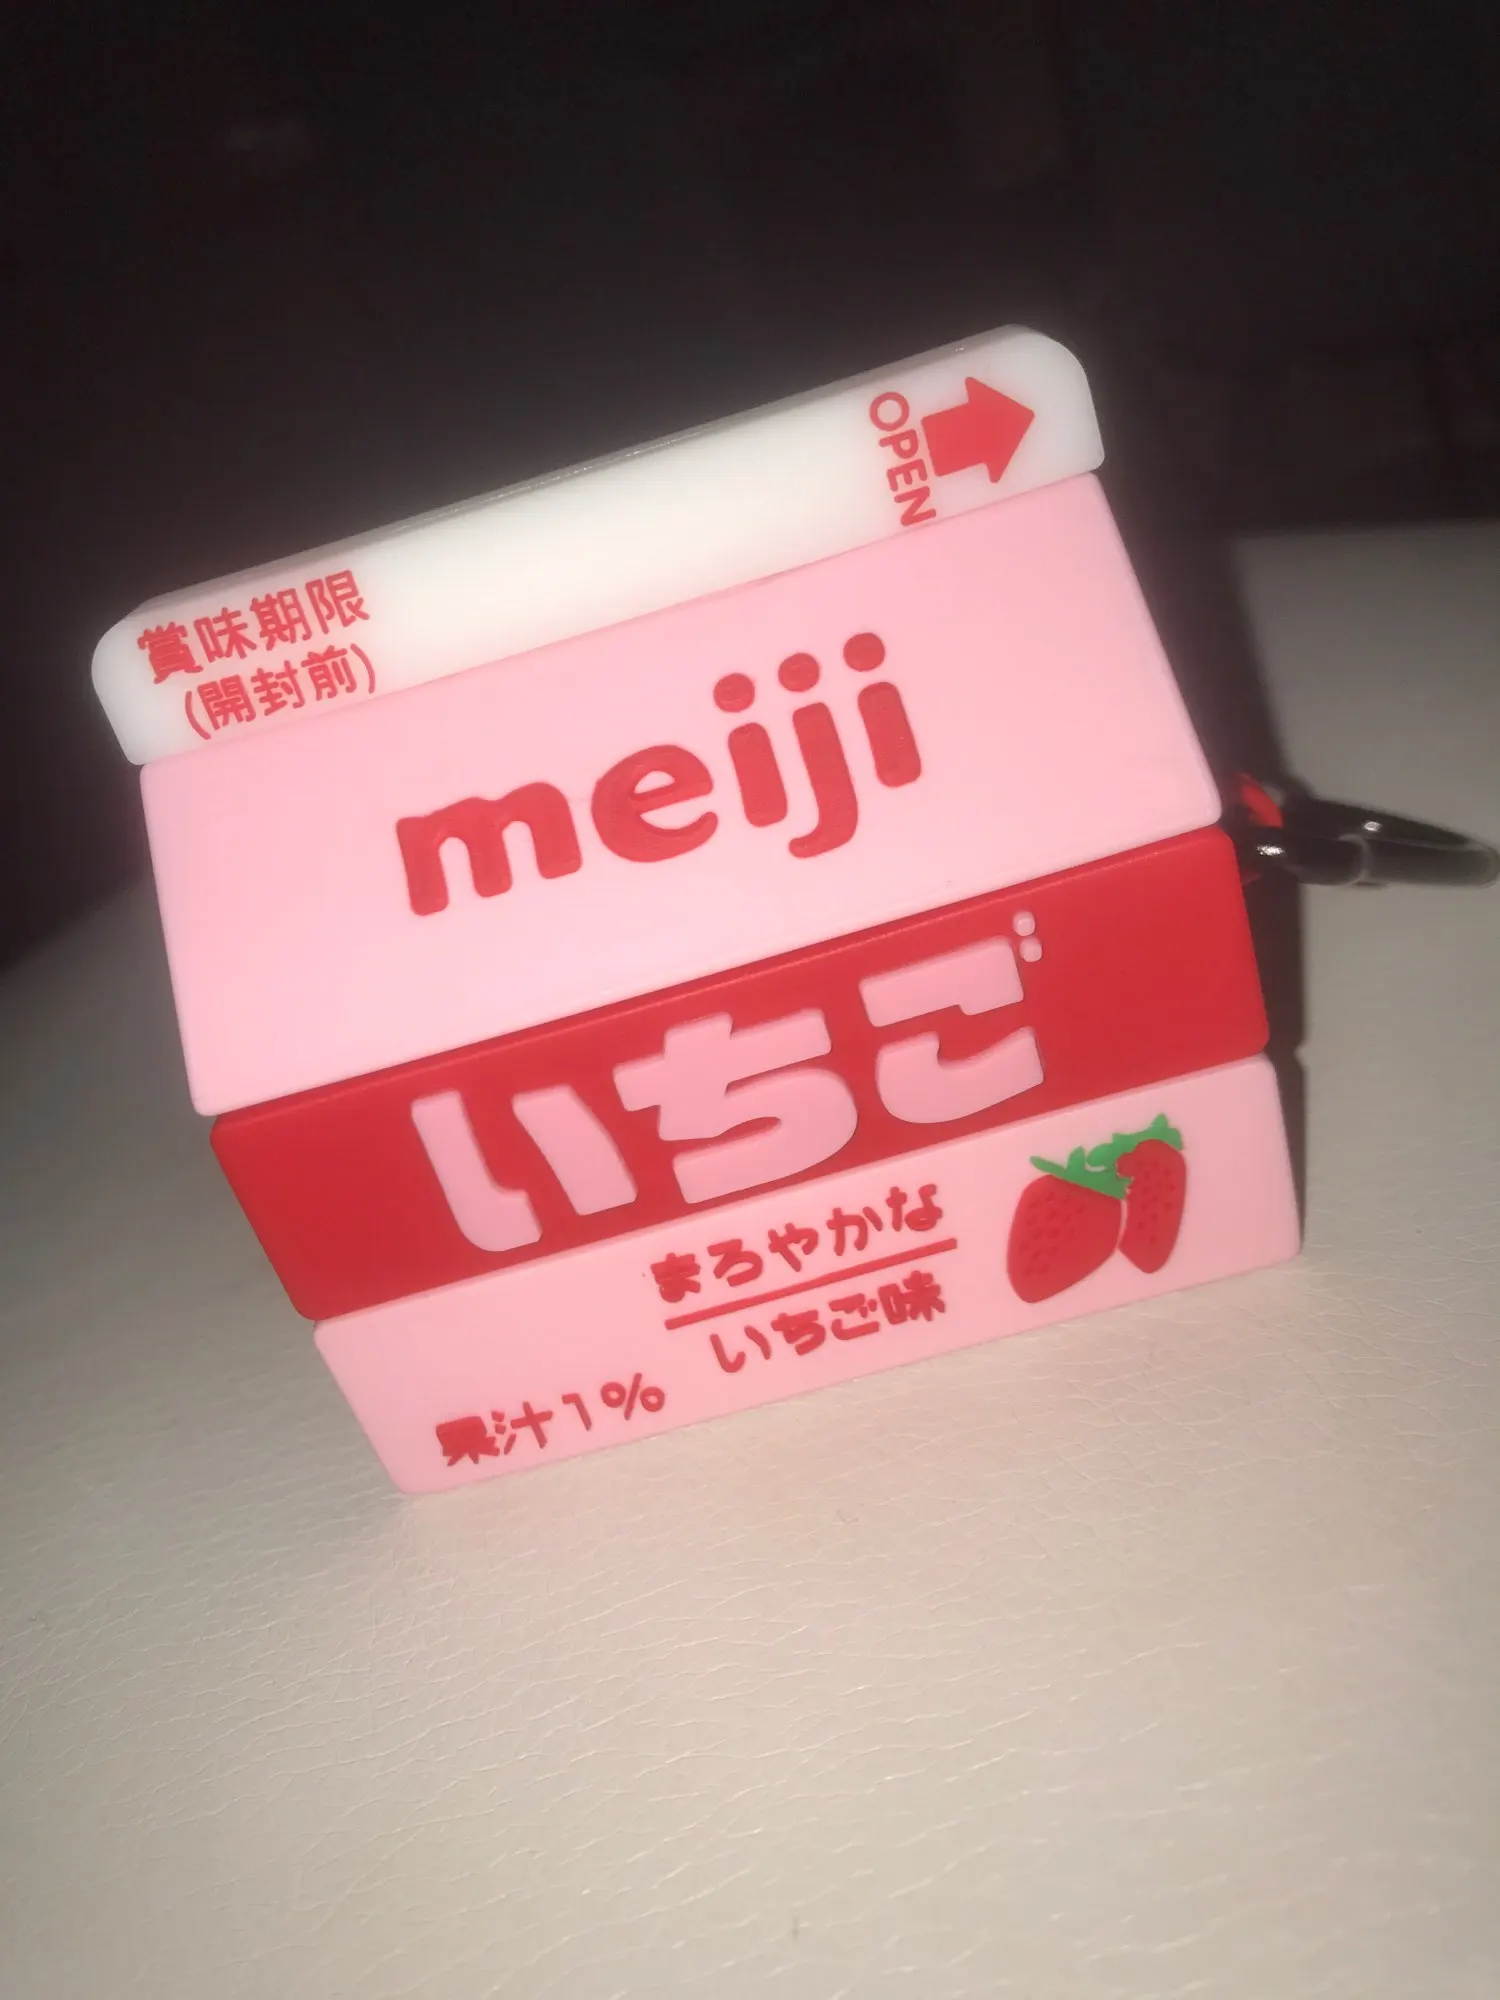 OPEN
賞味期限
(開封前)
meiji
いちご
まろやかな
いちご味
果汁1%